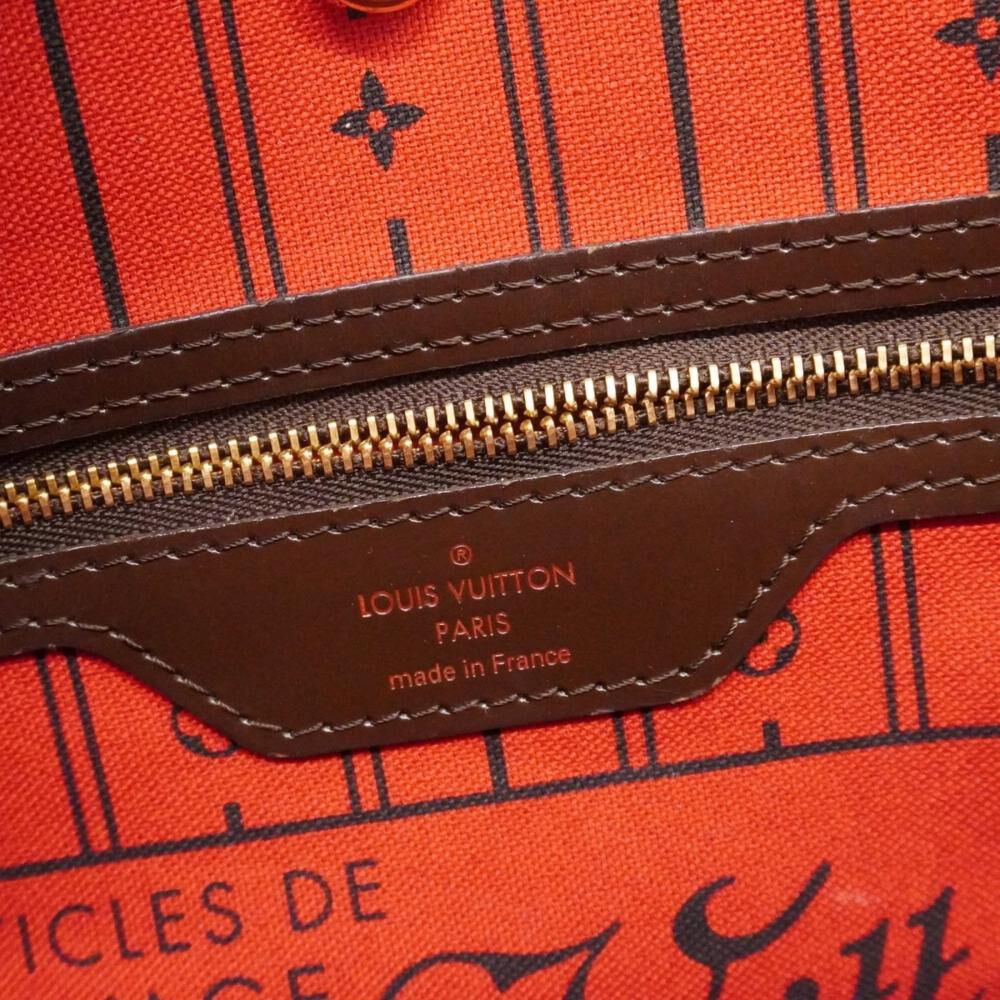 ®
LOUIS VUITTON
PARIS
made in France
ICLES DE